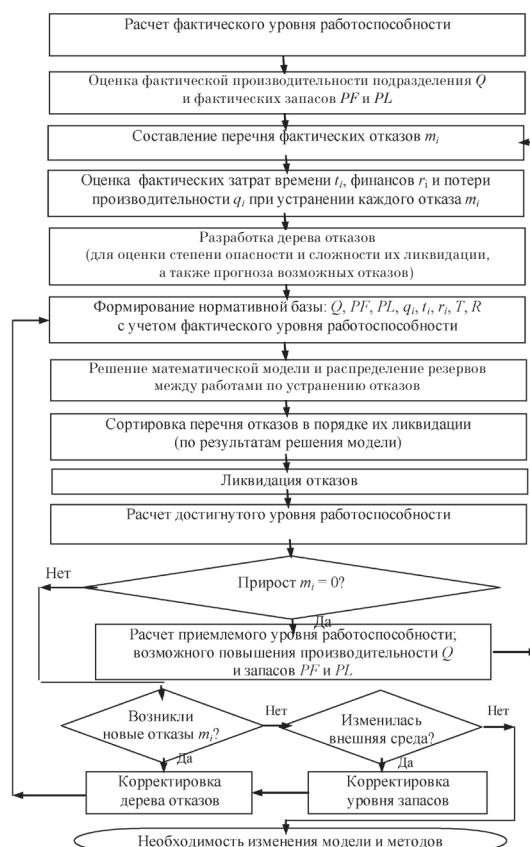 Расчет фактического уровня работоспособности
Оценка фактической производительности подразделения Q
и фактических запасов PF и PL
Составление перечня фактических отказов mi
Оценка фактических затрат времени ti, финансов ri и потери
производительности qi при устранении каждого отказа mi
Разработка дерева отказов
(для оценки степени опасности и сложности их ликвидации,
а также прогноза возможных отказов)
Формирование нормативной базы: Q, PF, PL, qi, ti, ri, T, R
с учетом фактического уровня работоспособности
Решение математической модели и распределение резервов
между работами по устранению отказов
Сортировка перечня отказов в порядке их ликвидации
(по результатам решения модели)
Ликвидация отказов
Расчет достигнутого уровня работоспособности
Нет
Прирост mi = 0?
Да
Расчет приемлемого уровня работоспособности;
возможного повышения производительности Q
и запасов PF и PL
Возникли
новые отказы mi?
Нет
Изменилась
внешняя среда?
Нет
Да
Да
Корректировка
дерева отказов
Корректировка
уровня запасов
Необходимость изменения модели и методов